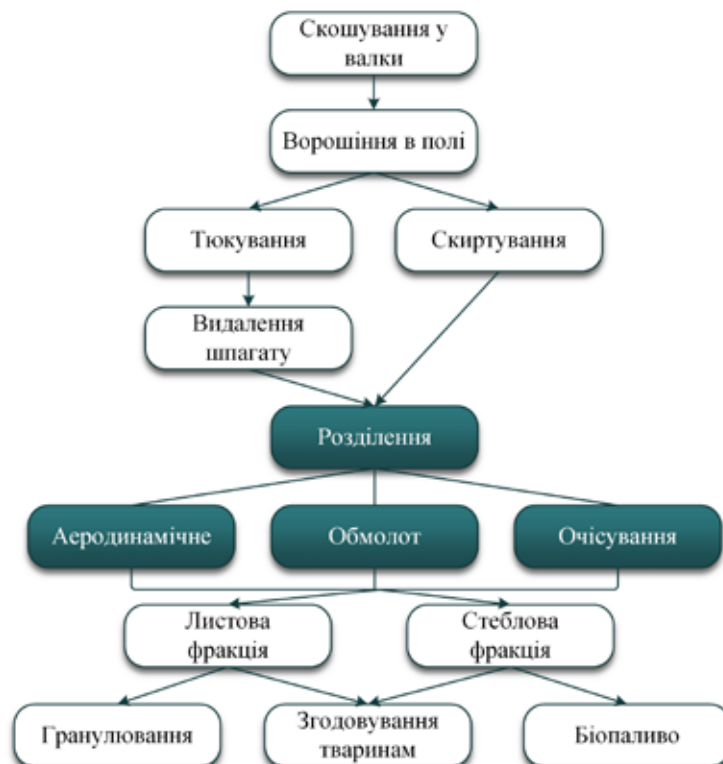 Скошування у
валки
Ворошіння в полі
Тюкування
Скиртування
Видалення
шпагату
Розділення
Аеродинамічне
Обмолот
Очісування
Листова
фракція
Стеблова
фракція
Гранулювання
Згодовування
тваринам
Біопаливо